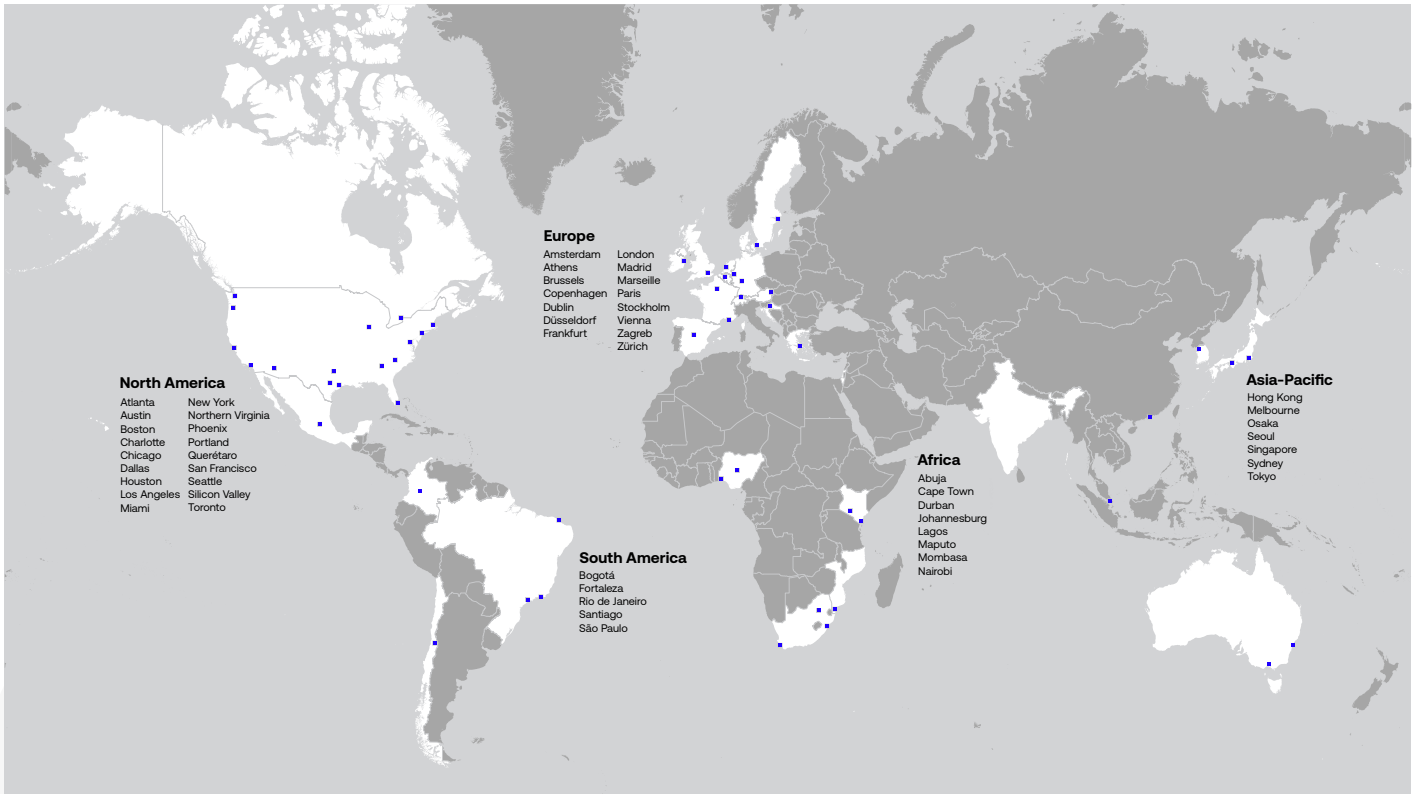 Europe
Amsterdam
Athens
Brussels
Copenhagen
Dublin
Düsseldorf
Frankfurt
London
Madrid
Marseille
Paris
Stockholm
Vienna
Zagreb
Zürich
North America
Atlanta
Austin
Boston
Charlotte
Chicago
Dallas
Houston
Los Angeles
Miami
New York
Northern Virginia
Phoenix
Portland
Querétaro
San Francisco
Seattle
Silicon Valley
Toronto
Asia-Pacific
Hong Kong
Melbourne
Osaka
Seoul
Singapore
Sydney
Tokyo
Africa
Abuja
Cape Town
Durban
Johannesburg
Lagos
Maputo
Mombasa
Nairobi
South America
Bogotá
Fortaleza
Rio de Janeiro
Santiago
São Paulo